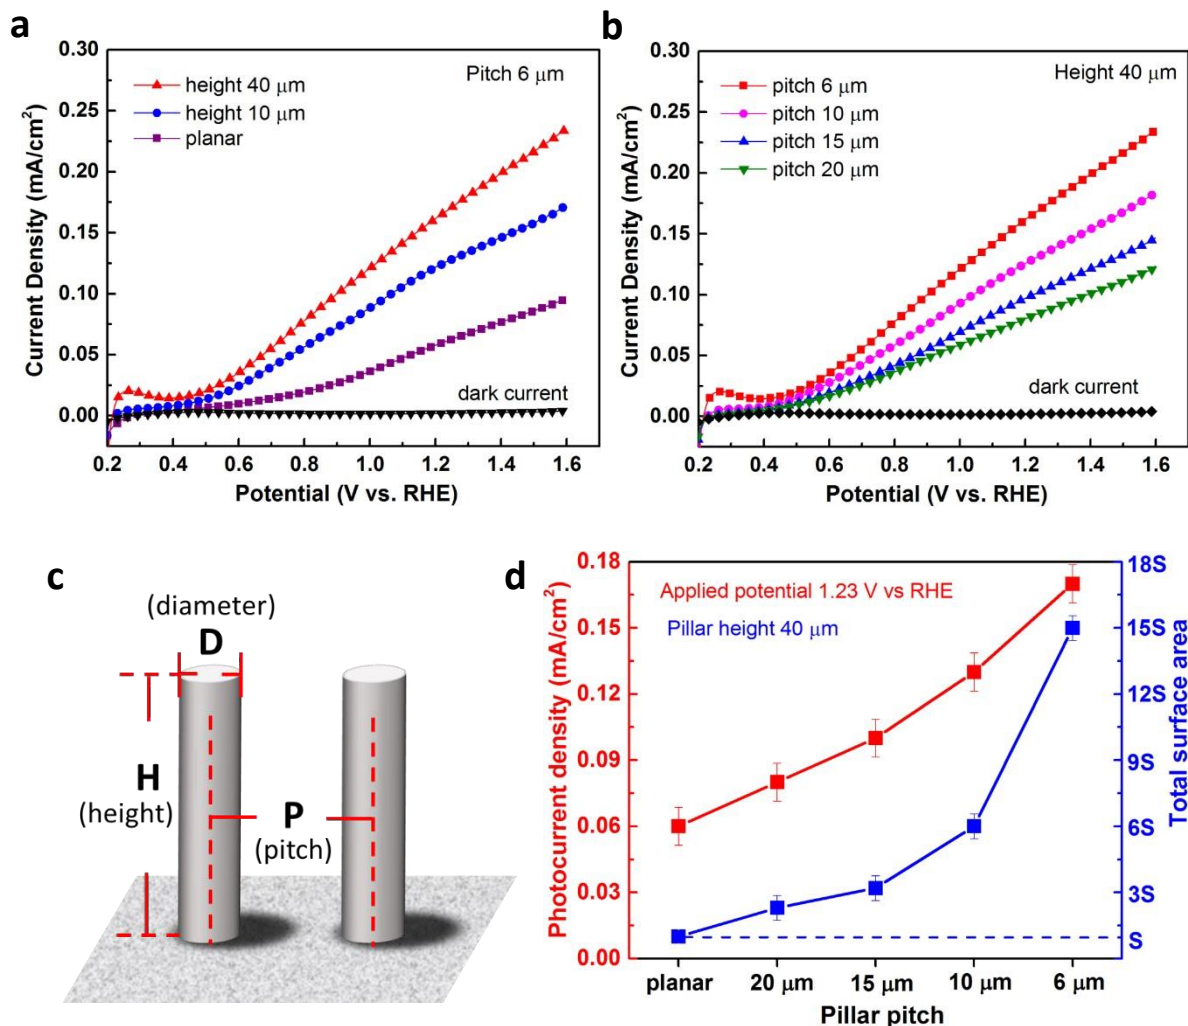 a
0.30
0.25
0.20
0.15
0.10
0.05
0.00
Current Density (mA/cm²)
height 40 μm
height 10 μm
planar
Pitch 6 μm
dark current
0.2 0.4 0.6 0.8 1.0 1.2 1.4 1.6
Potential (V vs. RHE)
b
0.30
0.25
0.20
0.15
0.10
0.05
0.00
Current Density (mA/cm²)
pitch 6 μm
pitch 10 μm
pitch 15 μm
pitch 20 μm
Height 40 μm
dark current
0.2 0.4 0.6 0.8 1.0 1.2 1.4 1.6
Potential (V vs. RHE)
c
(diameter)
D
H
(height)
P
(pitch)
d
0.18
0.15
0.12
0.09
0.06
0.03
0.00
Photocurrent density (mA/cm²)
Applied potential 1.23 V vs RHE
Pillar height 40 μm
18S
15S
12S
9S
6S
3S
S
Total surface area
planar 20 μm 15 μm 10 μm 6 μm
Pillar pitch